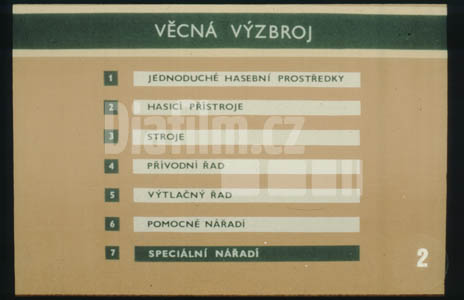 VĚCNÁ VÝZBROJ
1 JEDNODUCHÉ HASEBNÍ PROSTŘEDKY
2 HASICÍ PŘÍSTROJE
3 STROJE
4 PŘÍVODNÍ ŘAD
5 VÝTLAČNÝ ŘAD
6 POMOCNÉ NÁŘADÍ
7 SPECIÁLNÍ NÁŘADÍ
2
Diafilm.cz